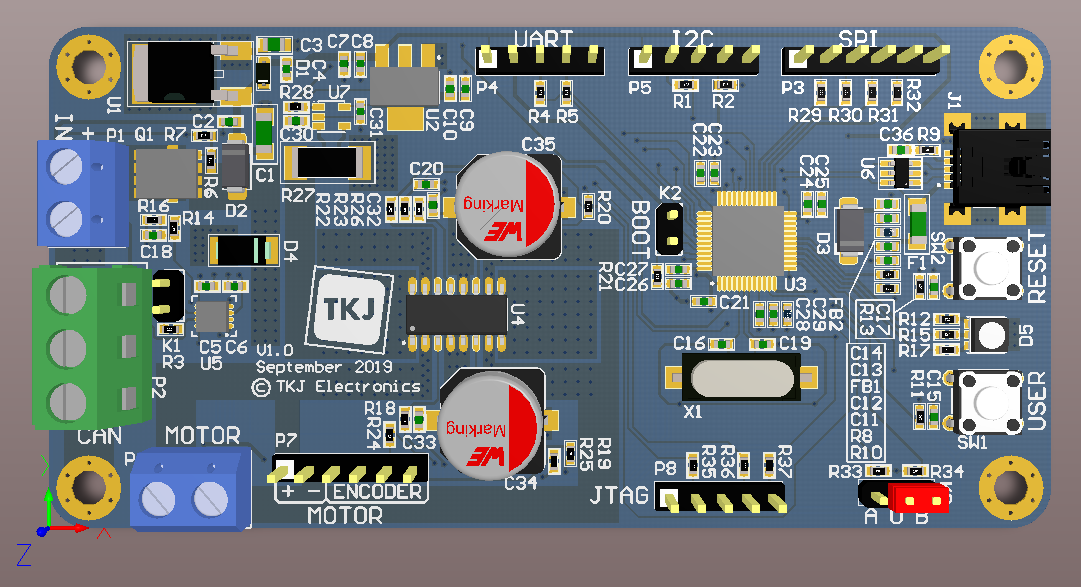 UART
I2C
SPI
C3
C7 C8
D1
C4
R28
U7
U1
C2
C30
C31
U2
C10
C9
P4
R4 R5
P5
R1
R2
P3
R29 R30 R31
R32
J1
IN
+
P1
Q1
R7
R6
C1
D2
R27
R22
R23
R26
C32
C20
C35
WE
Marking
R20
C22
C23
K2
BOOT
C24
C25
C36 R9
U6
D3
F1
SW2
RESET
R16
R14
C18
D4
R21
C27
C26
C21
U3
C28
C29
FB2
C17
R13
TKJ
U4
K1
R3
C5
C6
U5
V1.0
September 2019
© TKJ Electronics
C16
C19
X1
R12
R15
R17
D5
C14
C13
FB1
C12
C11
R8
R10
R11
C15
SW1
USER
P2
CAN
MOTOR
P7
+ - ENCODER
MOTOR
R18
R24
C33
WE
Marking
C34
R25
R19
JTAG
P8
R35
R36
R37
R33
R34
A U B
X
Y
Z